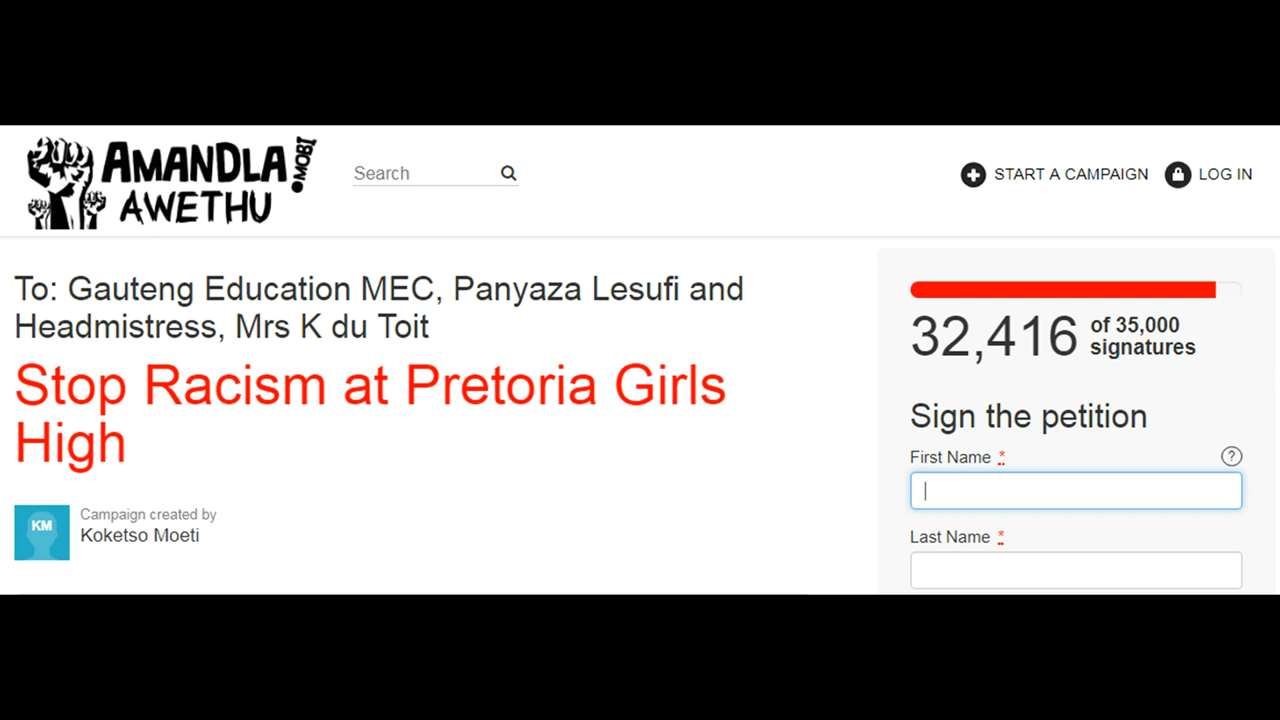 AMANDLA!.MOBI
AWETHU
Search
START A CAMPAIGN
LOG IN
To: Gauteng Education MEC, Panyaza Lesufi and
Headmistress, Mrs K du Toit
Stop Racism at Pretoria Girls
High
KM
Campaign created by
Koketso Moeti
32,416 of 35,000
signatures
Sign the petition
First Name *
?
Last Name *